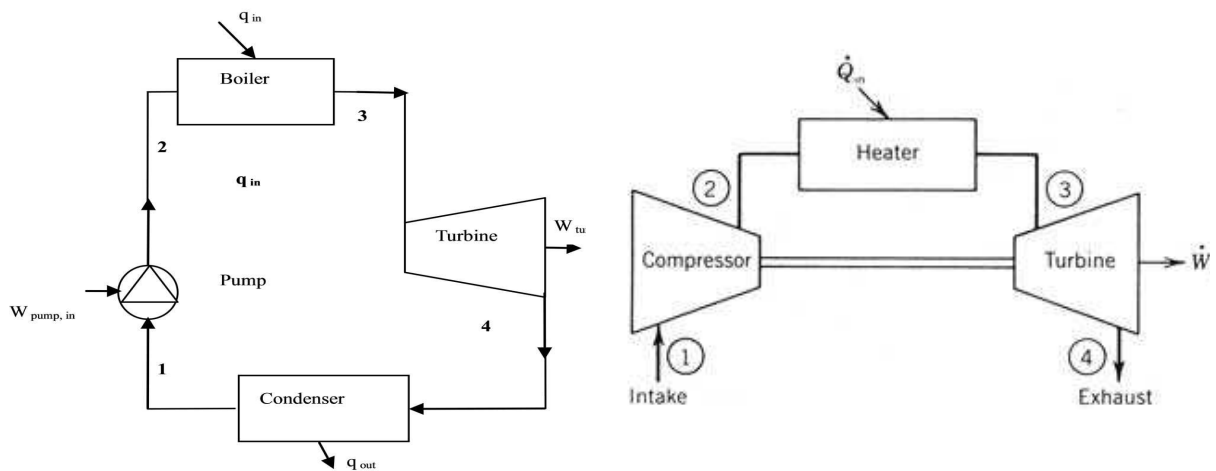 q in
Boiler
3
2
q in
Turbine
W tu
Pump
W pump, in
4
1
Condenser
q out
Q̇ in
Heater
2
3
Compressor
Turbine
Ẇ
1
4
Intake
Exhaust